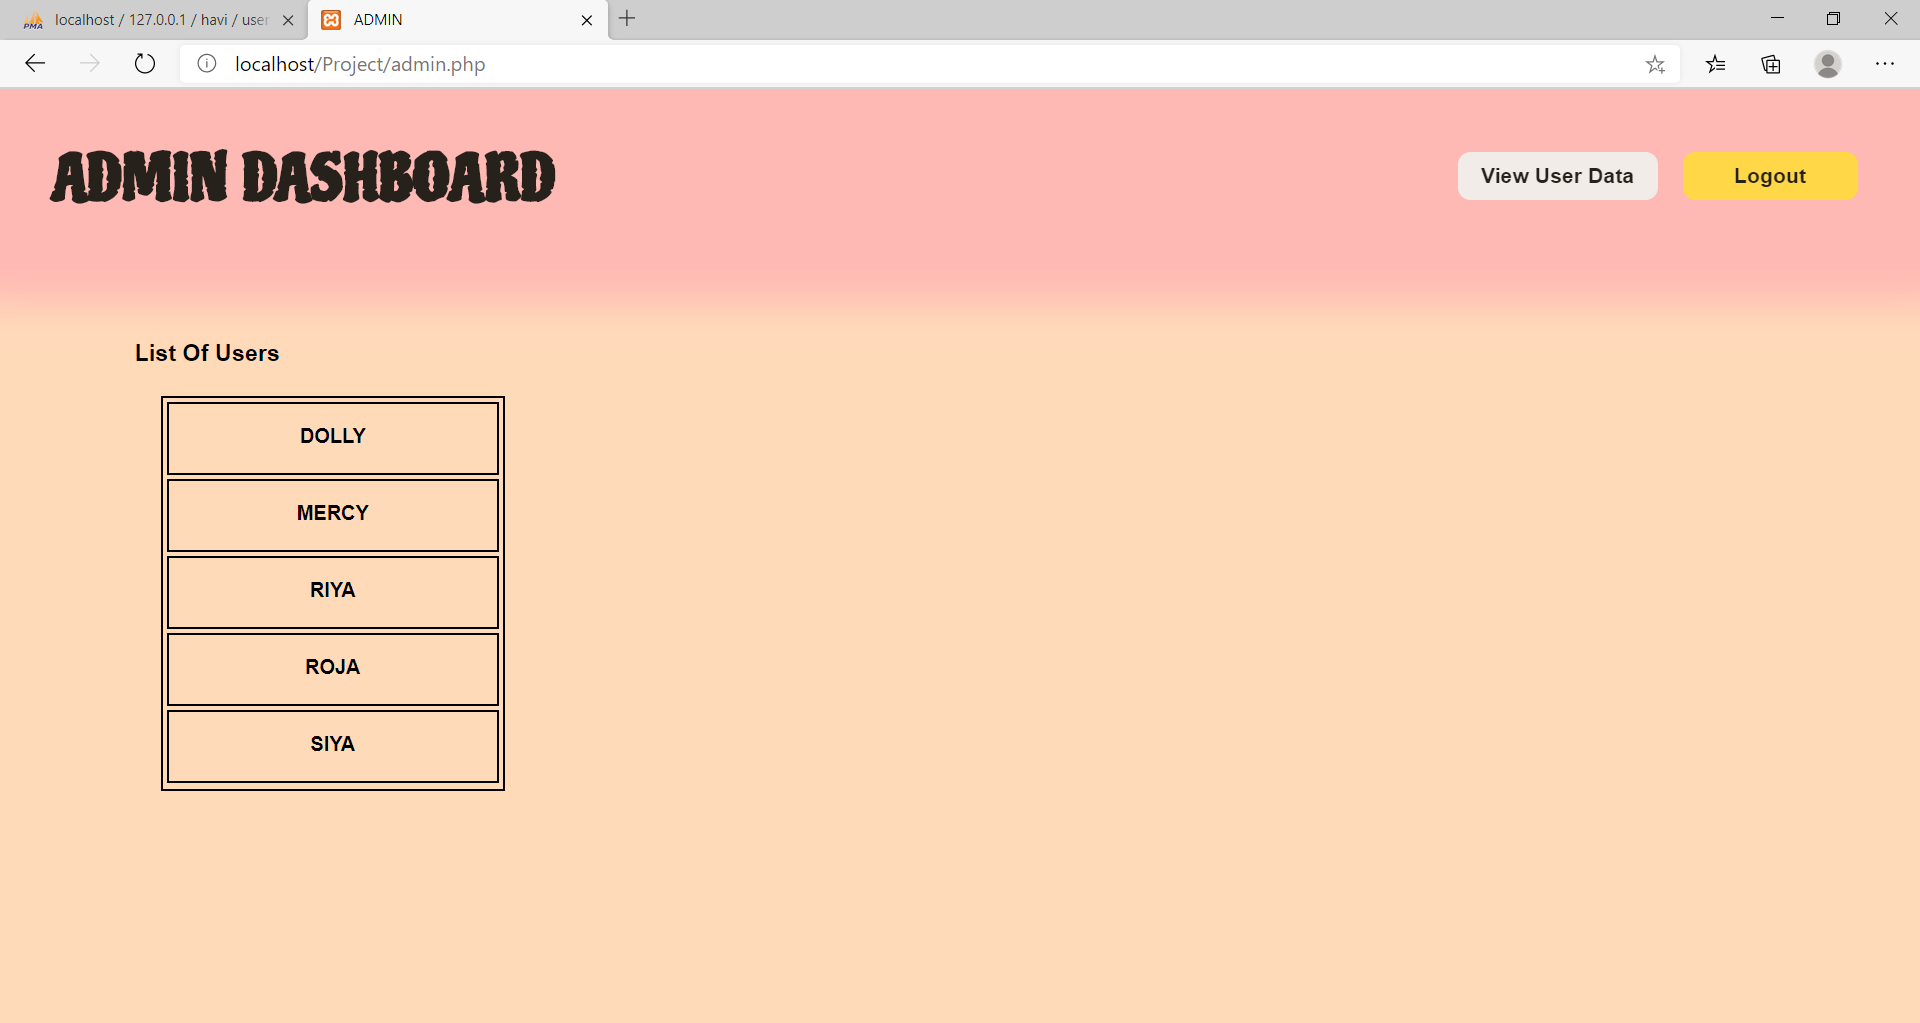 localhost / 127.0.0.1 / havi / user
ADMIN
localhost/Project/admin.php
ADMIN DASHBOARD
View User Data
Logout
List Of Users
DOLLY
MERCY
RIYA
ROJA
SIYA